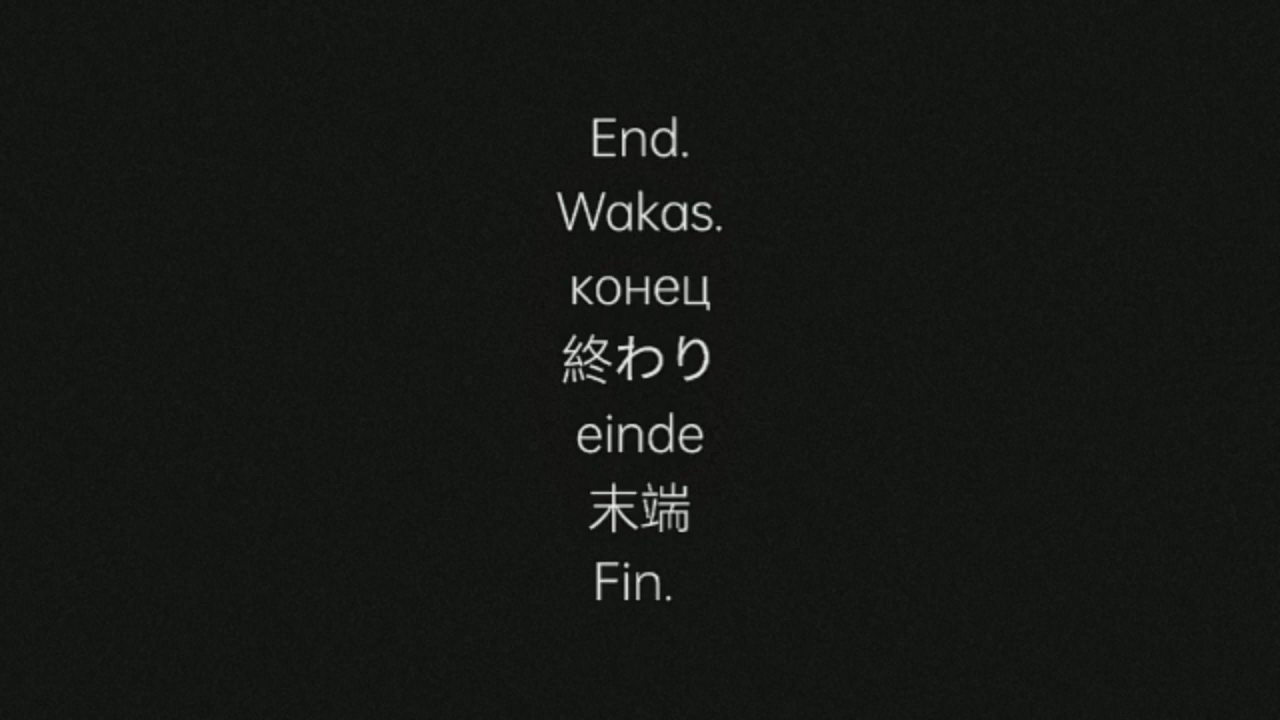 End.
Wakas.
конец
終わり
einde
末端
Fin.